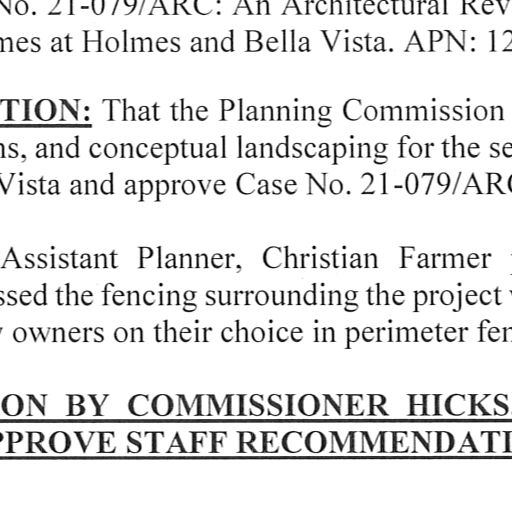 No. 21-079/ARC: An Architectural Rev
mes at Holmes and Bella Vista. APN: 12
TION: That the Planning Commission
ns, and conceptual landscaping for the se
Vista and approve Case No. 21-079/ARC
Assistant Planner, Christian Farmer
ssed the fencing surrounding the project
y owners on their choice in perimeter fen
ON BY COMMISSIONER HICKS,
PPROVE STAFF RECOMMENDATI